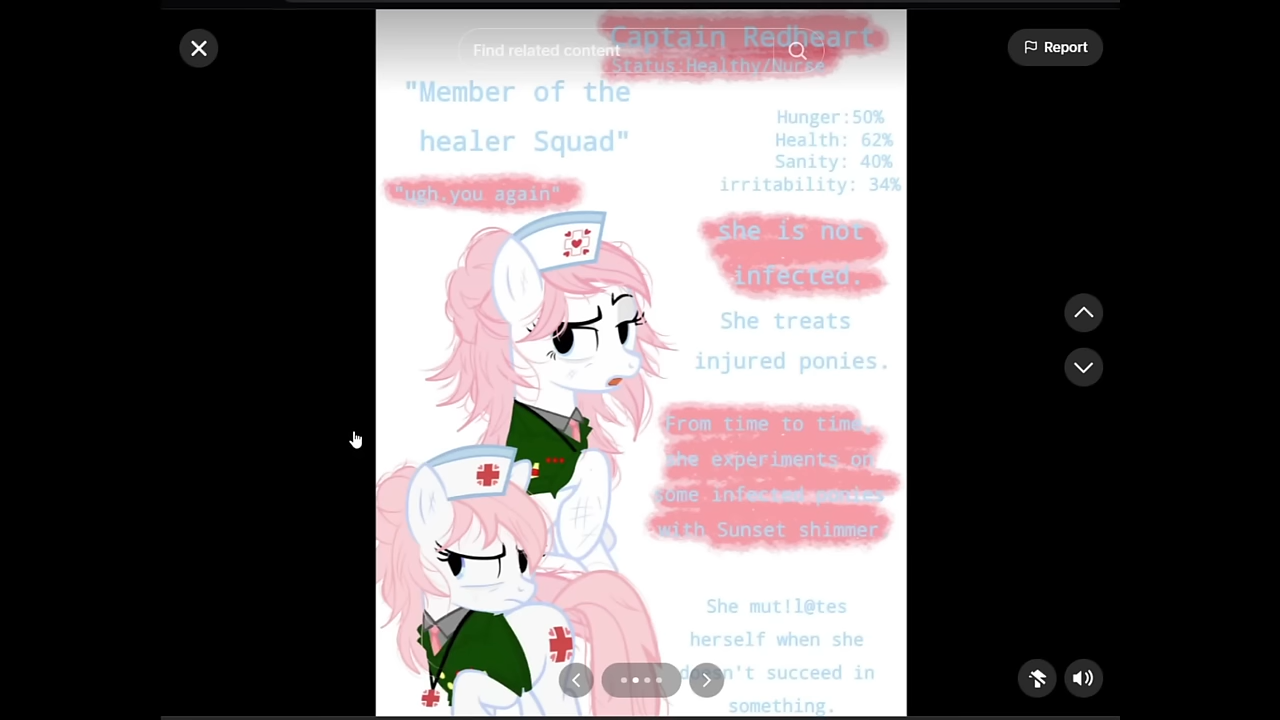 Captain Redheart
Find related content
Status:Healthy/Nurse
Report
"Member of the
healer Squad"
Hunger:50%
Health: 62%
Sanity: 40%
irritability: 34%
"ugh.you again"
she is not
infected.
She treats
injured ponies.
From time to time
she experiments on
some infected ponies
with Sunset shimmer
She mut!l@tes
herself when she
doesn't succeed in
something.